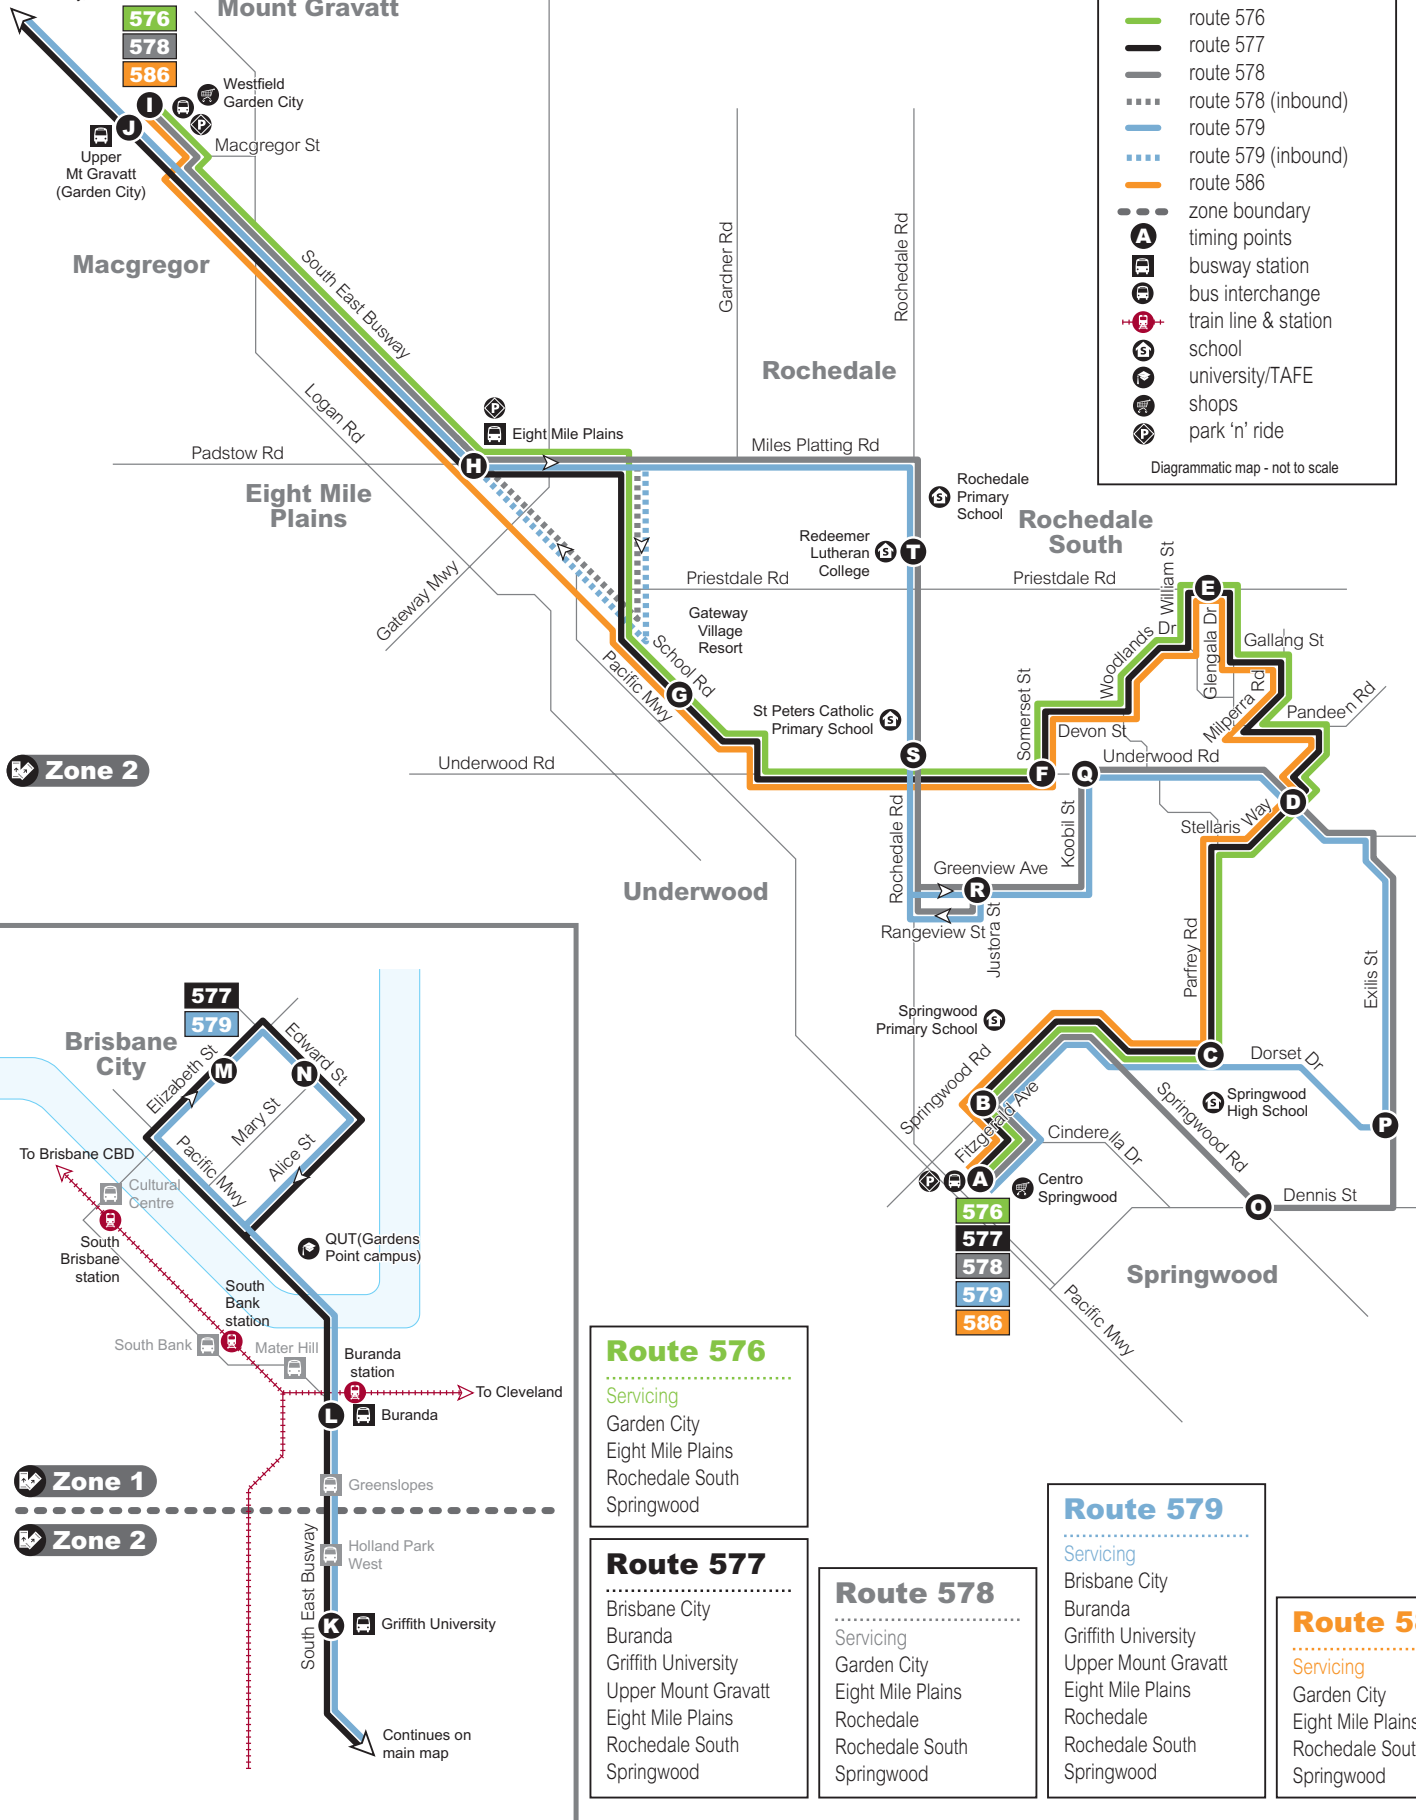 Mount Gravatt
576
578
586
I
J
Westfield
Garden City
Macgregor St
Upper
Mt Gravatt
(Garden City)
Macgregor
South East Busway
Logan Rd
Gardner Rd
Rochedale Rd
Rochedale
route 576
route 577
route 578
route 578 (inbound)
route 579
route 579 (inbound)
route 586
zone boundary
A
timing points
busway station
bus interchange
train line & station
school
university/TAFE
shops
park ‘n’ ride
Diagrammatic map - not to scale
Eight Mile Plains
Padstow Rd
H
Miles Platting Rd
Eight Mile
Plains
Rochedale
Primary
School
Rochedale
South
Redeemer
Lutheran
College
T
Gateway Mwy
Priestdale Rd
Priestdale Rd
William St
E
Gateway
Village
Resort
Woodlands
Dr
Glengala Dr
Gallang St
School Rd
Pacific Mwy
G
Somerset St
Milperra Rd
Pandeen Rd
St Peters Catholic
Primary School
Devon St
S
Underwood Rd
Underwood Rd
F
Q
Zone 2
D
Stellaris Way
Rochedale Rd
Koobil St
Greenview Ave
R
Underwood
Rangeview St
Justora St
Parfrey Rd
Exilis St
Springwood
Primary School
C
Dorset Dr
Springwood Rd
B
Fitzgerald Ave
Springwood Rd
Springwood
High School
P
Cinderella Dr
A
Centro
Springwood
O
Dennis St
576
577
578
579
586
Springwood
Pacific Mwy
577
579
Brisbane
City
Elizabeth St
M
N
Edward St
Mary St
Alice St
Pacific Mwy
To Brisbane CBD
Cultural
Centre
South
Brisbane
station
QUT(Gardens
Point campus)
South
Bank
station
South Bank
Mater Hill
Buranda
station
To Cleveland
L
Buranda
Zone 1
Greenslopes
Zone 2
Holland Park
West
South East Busway
K
Griffith University
Continues on
main map
Route 576
Servicing
Garden City
Eight Mile Plains
Rochedale South
Springwood
Route 577
Brisbane City
Buranda
Griffith University
Upper Mount Gravatt
Eight Mile Plains
Rochedale South
Springwood
Route 578
Servicing
Garden City
Eight Mile Plains
Rochedale
Rochedale South
Springwood
Route 579
Servicing
Brisbane City
Buranda
Griffith University
Upper Mount Gravatt
Eight Mile Plains
Rochedale
Rochedale South
Springwood
Route 5
Servicing
Garden City
Eight Mile Plains
Rochedale Sout
Springwood